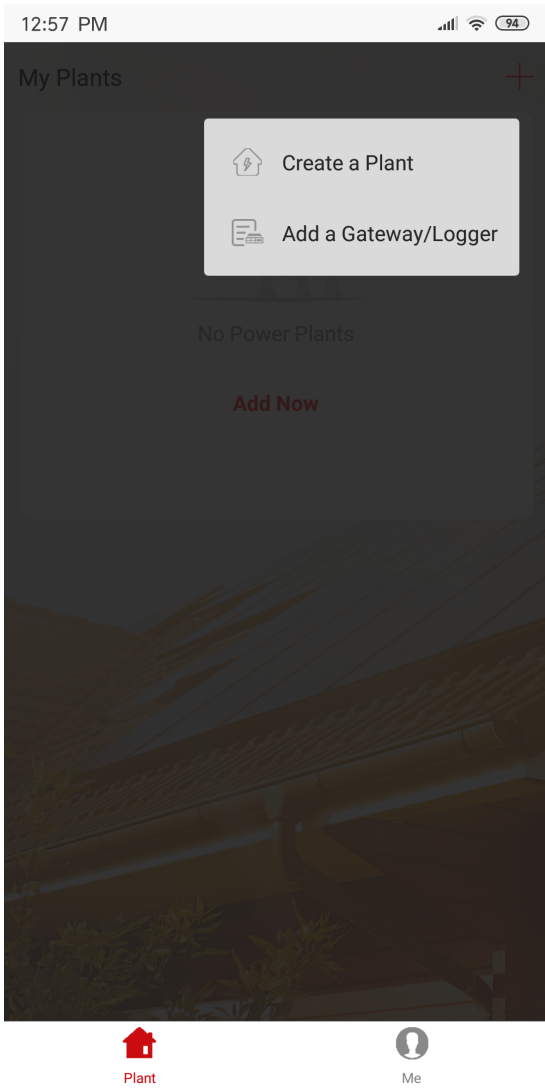 12:57 PM
94
My Plants
Create a Plant
Add a Gateway/Logger
No Power Plants
Add Now
Plant
Me